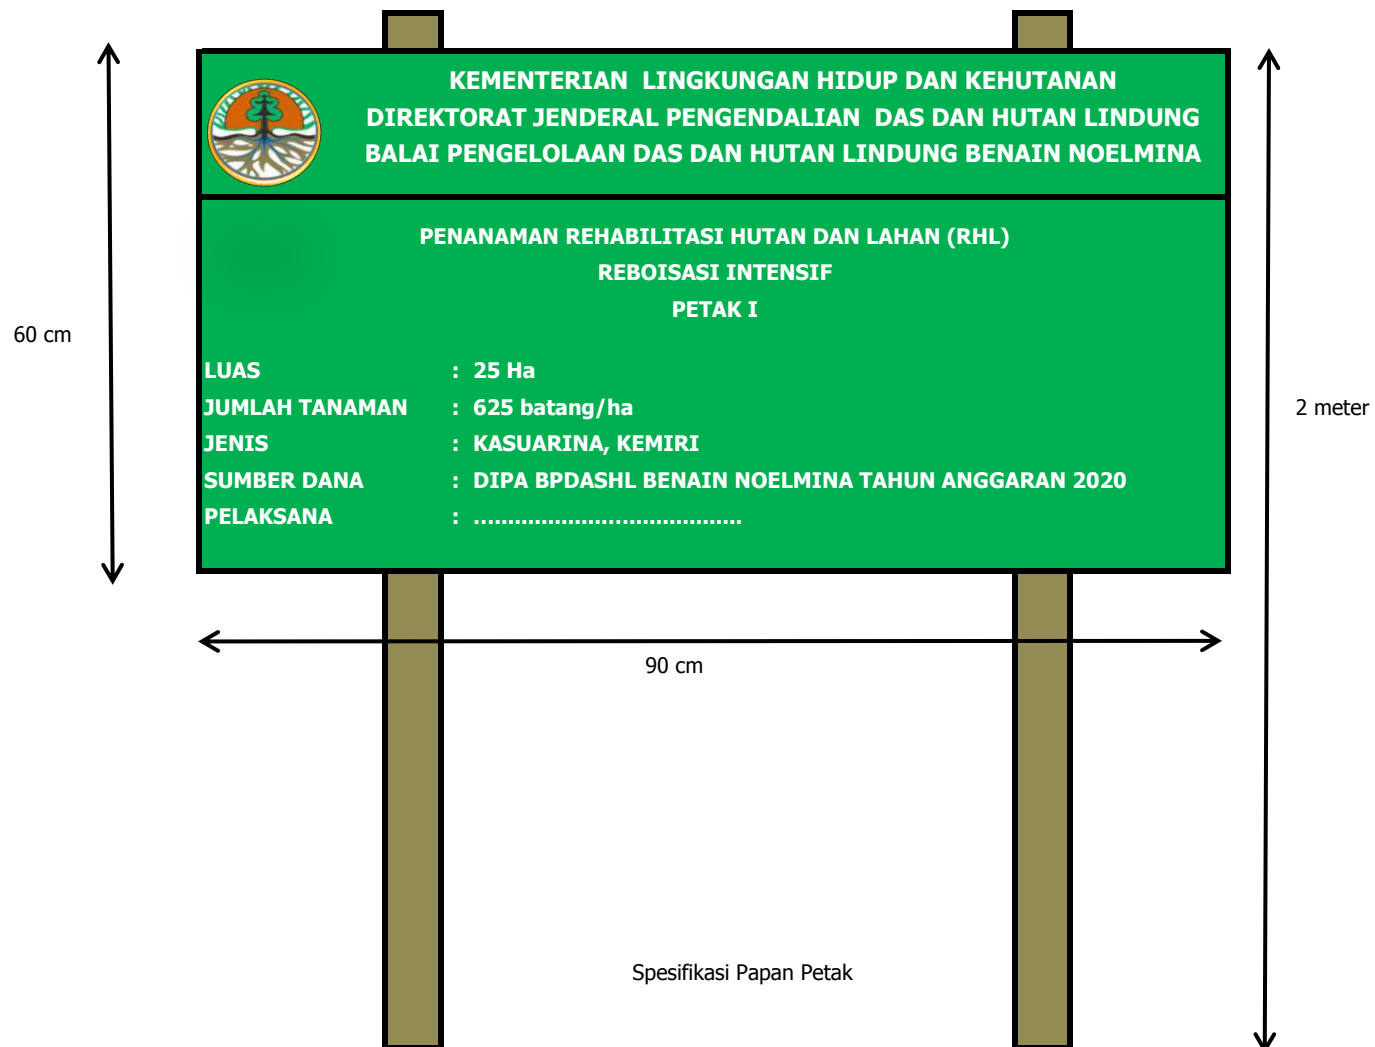 KEMENTERIAN LINGKUNGAN HIDUP DAN KEHUTANAN
DIREKTORAT JENDERAL PENGENDALIAN DAS DAN HUTAN LINDUNG
BALAI PENGELOLAAN DAS DAN HUTAN LINDUNG BENAIN NOELMINA
PENANAMAN REHABILITASI HUTAN DAN LAHAN (RHL)
REBOISASI INTENSIF
PETAK I
60 cm
LUAS : 25 Ha
JUMLAH TANAMAN : 625 batang/ha
2 meter
JENIS : KASUARINA, KEMIRI
SUMBER DANA : DIPA BPDASHL BENAIN NOELMINA TAHUN ANGGARAN 2020
PELAKSANA : ........................................
90 cm
Spesifikasi Papan Petak